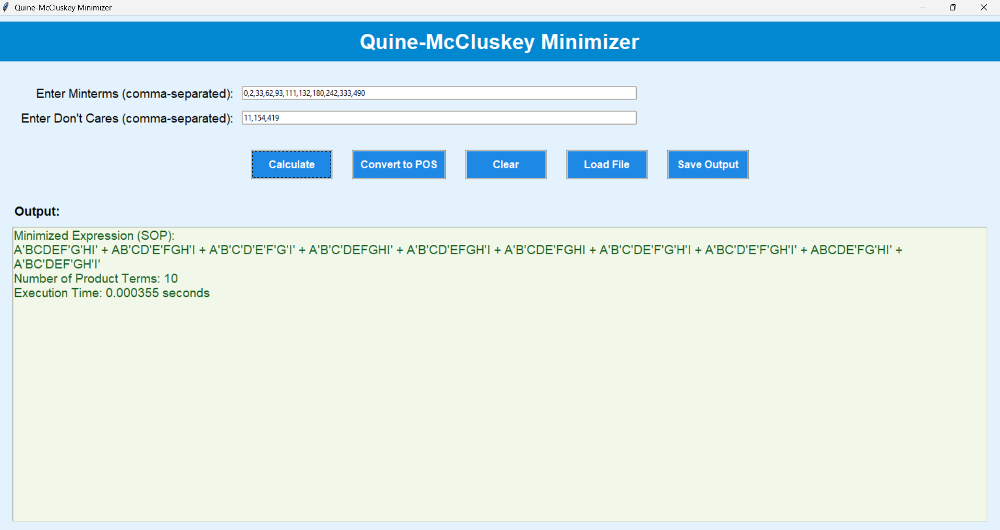 Quine-McCluskey Minimizer
Quine-McCluskey Minimizer
Enter Minterms (comma-separated): 0,2,33,62,93,111,132,180,242,333,490
Enter Don't Cares (comma-separated): 11,154,419
Calculate Convert to POS Clear Load File Save Output
Output:
Minimized Expression (SOP):
A'BCDEF'G'HI' + AB'CD'E'FGH'I + A'B'C'D'E'F'G'I' + A'B'C'DEFGHI' + A'B'CD'EFGH'I + A'B'CDE'FGHI + A'B'C'DE'F'G'H'I + A'BC'D'E'F'GH'I' + ABCDE'FG'HI' +
A'BC'DEF'GH'I'
Number of Product Terms: 10
Execution Time: 0.000355 seconds